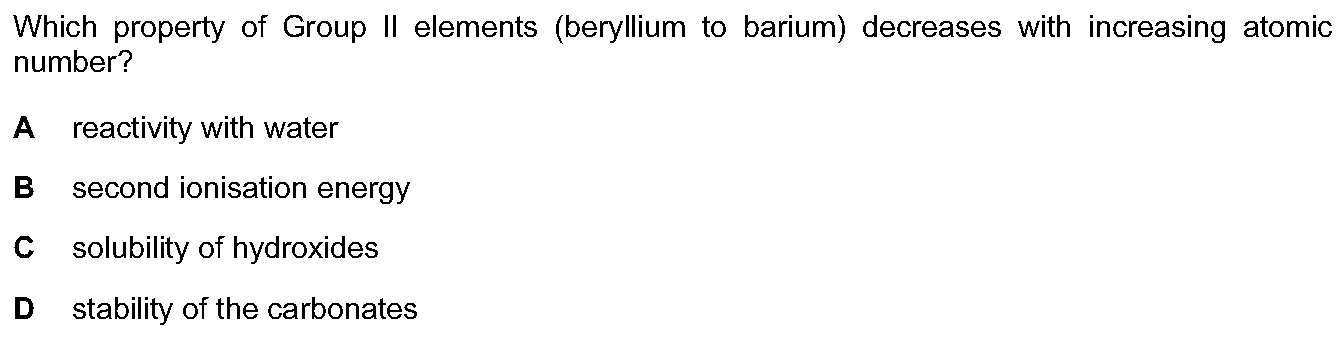 Which property of Group II elements (beryllium to barium) decreases with increasing atomic
number?
A reactivity with water
B second ionisation energy
C solubility of hydroxides
D stability of the carbonates